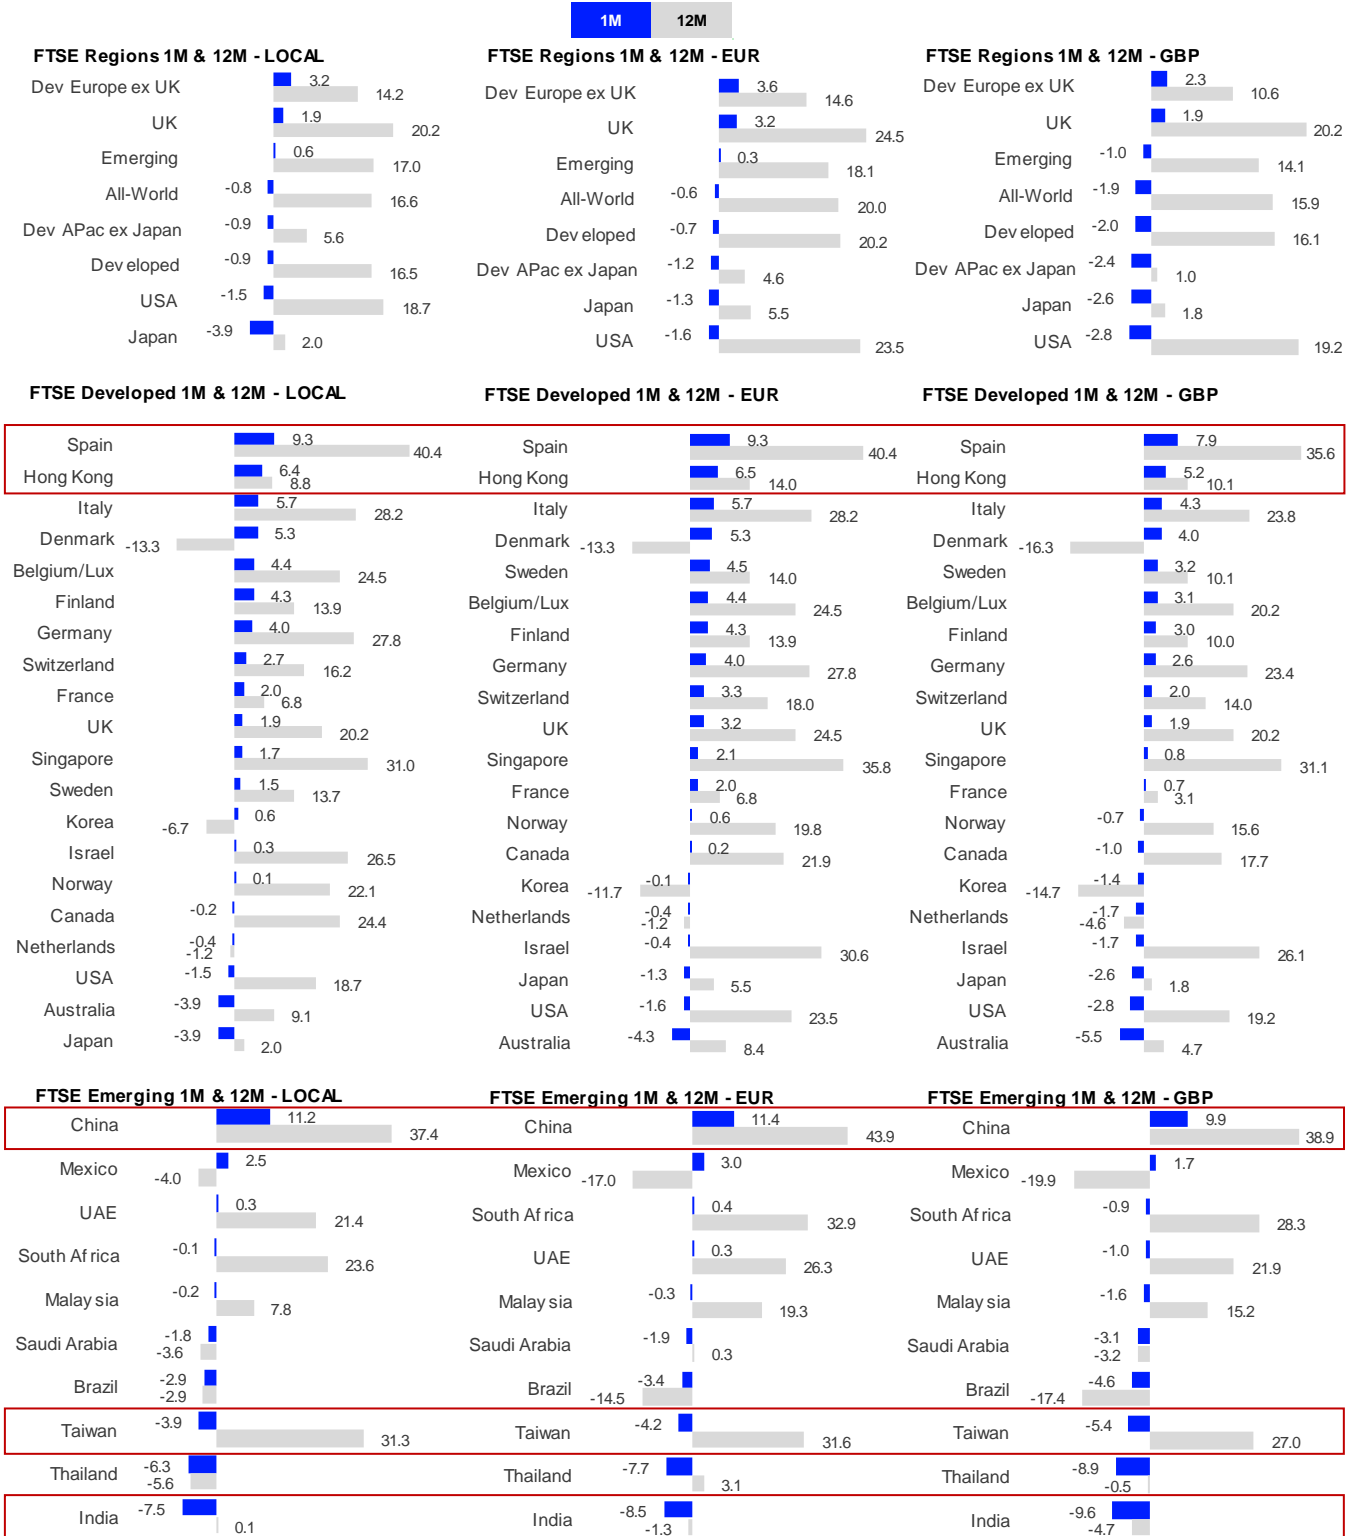 1M 12M
FTSE Regions 1M & 12M - LOCAL
Dev Europe ex UK 3.2 14.2
UK 1.9 20.2
Emerging 0.6 17.0
All-World -0.8 16.6
Dev APac ex Japan -0.9 5.6
Developed -0.9 16.5
USA -1.5 18.7
Japan -3.9 2.0
FTSE Regions 1M & 12M - EUR
Dev Europe ex UK 3.6 14.6
UK 3.2 24.5
Emerging 0.3 18.1
All-World -0.6 20.0
Developed -0.7 20.2
Dev APac ex Japan -1.2 4.6
Japan -1.3 5.5
USA -1.6 23.5
FTSE Regions 1M & 12M - GBP
Dev Europe ex UK 2.3 10.6
UK 1.9 20.2
Emerging -1.0 14.1
All-World -1.9 15.9
Developed -2.0 16.1
Dev APac ex Japan -2.4 1.0
Japan -2.6 1.8
USA -2.8 19.2
FTSE Developed 1M & 12M - LOCAL
Spain 9.3 40.4
Hong Kong 6.4 8.8
Italy 5.7 28.2
Denmark 5.3 -13.3
Belgium/Lux 4.4 24.5
Finland 4.3 13.9
Germany 4.0 27.8
Switzerland 2.7 16.2
France 2.0 6.8
UK 1.9 20.2
Singapore 1.7 31.0
Sweden 1.5 13.7
Korea 0.6 -6.7
Israel 0.3 26.5
Norway 0.1 22.1
Canada -0.2 24.4
Netherlands -0.4 -1.2
USA -1.5 18.7
Australia -3.9 9.1
Japan -3.9 2.0
FTSE Developed 1M & 12M - EUR
Spain 9.3 40.4
Hong Kong 6.5 14.0
Italy 5.7 28.2
Denmark 5.3 -13.3
Sweden 4.5 14.0
Belgium/Lux 4.4 24.5
Finland 4.3 13.9
Germany 4.0 27.8
Switzerland 3.3 18.0
UK 3.2 24.5
Singapore 2.1 35.8
France 2.0 6.8
Norway 0.6 19.8
Canada 0.2 21.9
Korea -0.1 -11.7
Netherlands -0.4 -1.2
Israel -0.4 30.6
Japan -1.3 5.5
USA -1.6 23.5
Australia -4.3 8.4
FTSE Developed 1M & 12M - GBP
Spain 7.9 35.6
Hong Kong 5.2 10.1
Italy 4.3 23.8
Denmark 4.0 -16.3
Sweden 3.2 10.1
Belgium/Lux 3.1 20.2
Finland 3.0 10.0
Germany 2.6 23.4
Switzerland 2.0 14.0
UK 1.9 20.2
Singapore 0.8 31.1
France 0.7 3.1
Norway -0.7 15.6
Canada -1.0 17.7
Korea -1.4 -14.7
Netherlands -1.7 -4.6
Israel -1.7 26.1
Japan -2.6 1.8
USA -2.8 19.2
Australia -5.5 4.7
FTSE Emerging 1M & 12M - LOCAL
China 11.2 37.4
Mexico 2.5 -4.0
UAE 0.3 21.4
South Africa -0.1 23.6
Malaysia -0.2 7.8
Saudi Arabia -1.8 -3.6
Brazil -2.9 -2.9
Taiwan -3.9 31.3
Thailand -6.3 -5.6
India -7.5 0.1
FTSE Emerging 1M & 12M - EUR
China 11.4 43.9
Mexico 3.0 -17.0
South Africa 0.4 32.9
UAE 0.3 26.3
Malaysia -0.3 19.3
Saudi Arabia -1.9 0.3
Brazil -3.4 -14.5
Taiwan -4.2 31.6
Thailand -7.7 3.1
India -8.5 -1.3
FTSE Emerging 1M & 12M - GBP
China 9.9 38.9
Mexico 1.7 -19.9
South Africa -0.9 28.3
UAE -1.0 21.9
Malaysia -1.6 15.2
Saudi Arabia -3.1 -3.2
Brazil -4.6 -17.4
Taiwan -5.4 27.0
Thailand -8.9 -0.5
India -9.6 -4.7